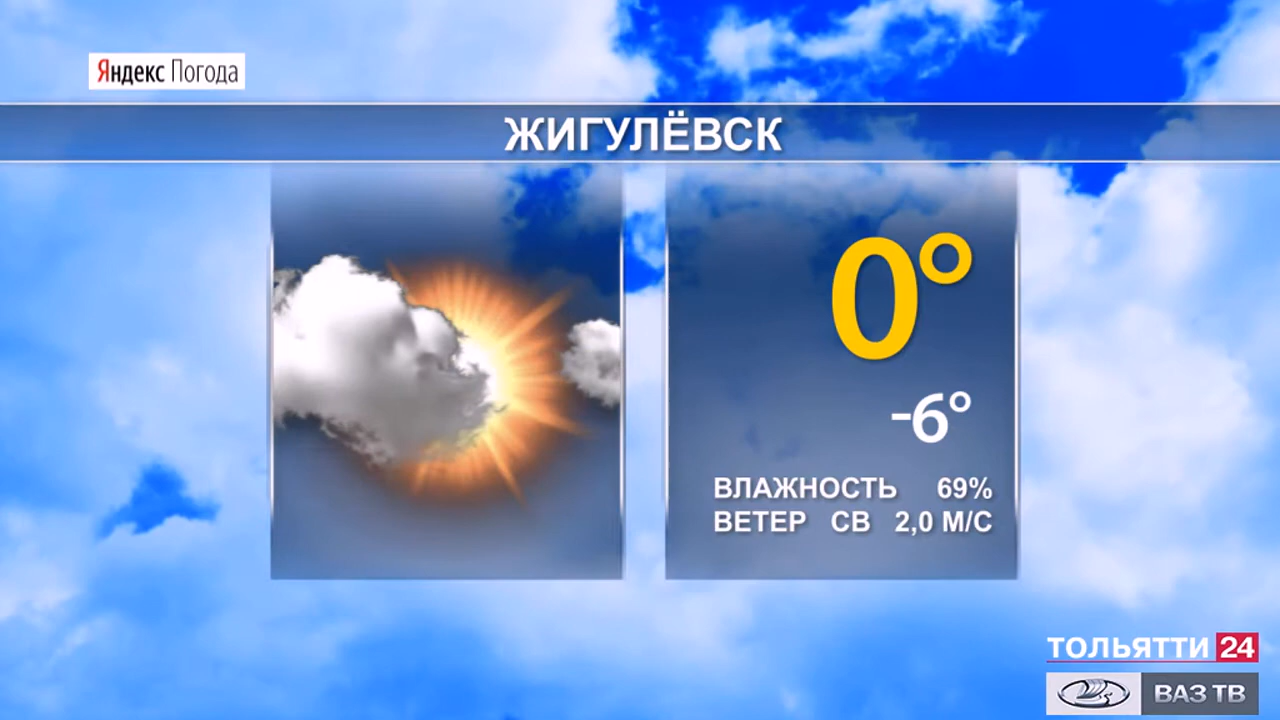 Яндекс Погода
ЖИГУЛЁВСК
0°
-6°
ВЛАЖНОСТЬ 69%
ВЕТЕР СВ 2,0 М/С
ТОЛЬЯТТИ 24
ВАЗ ТВ